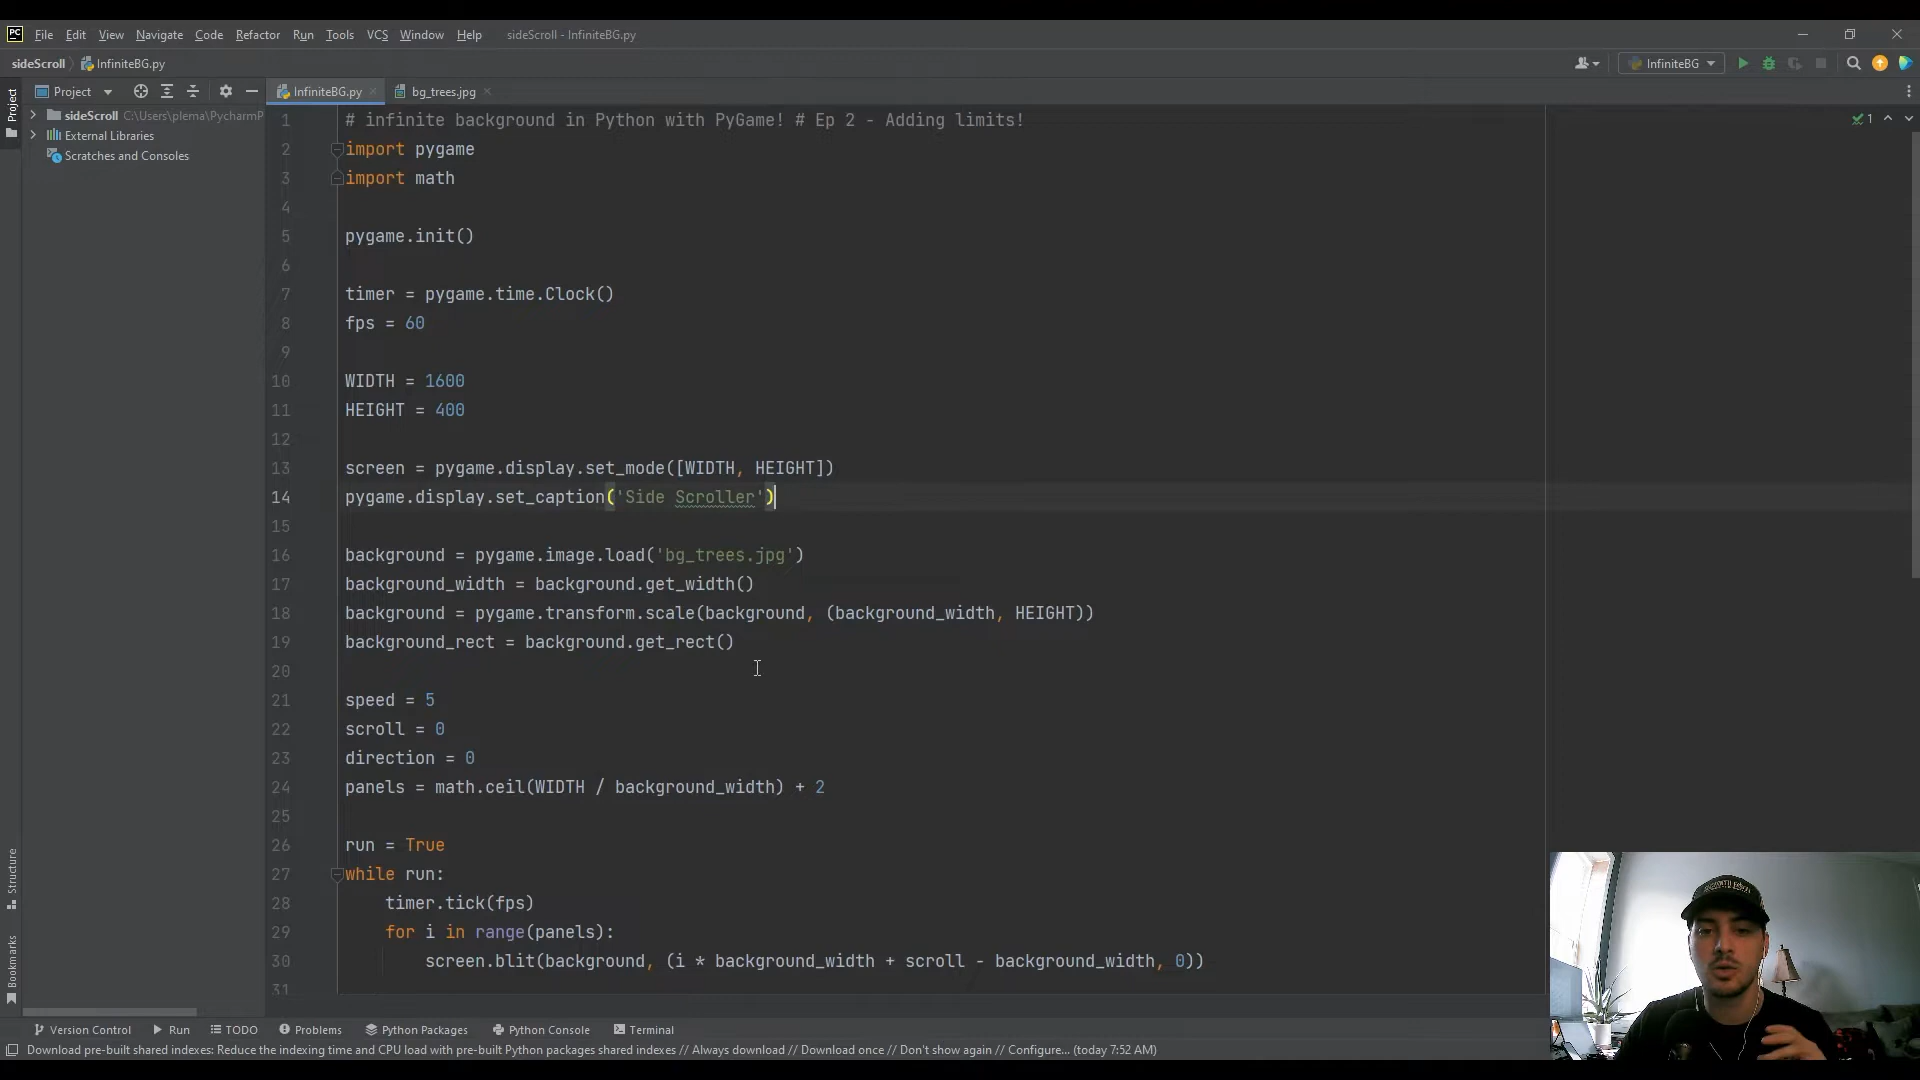 PC File Edit View Navigate Code Refactor Run Tools VCS Window Help sideScroll - InfiniteBG.py
sideScroll InfiniteBG.py InfiniteBG
Project InfiniteBG.py bg_trees.jpg
Project
sideScroll C:\Users\plema\PycharmP
External Libraries
Scratches and Consoles
1 # infinite background in Python with PyGame! # Ep 2 - Adding limits! 1
2 import pygame
3 import math
4
5 pygame.init()
6
7 timer = pygame.time.Clock()
8 fps = 60
9
10 WIDTH = 1600
11 HEIGHT = 400
12
13 screen = pygame.display.set_mode([WIDTH, HEIGHT])
14 pygame.display.set_caption('Side Scroller')
15
16 background = pygame.image.load('bg_trees.jpg')
17 background_width = background.get_width()
18 background = pygame.transform.scale(background, (background_width, HEIGHT))
19 background_rect = background.get_rect()
20
21 speed = 5
22 scroll = 0
23 direction = 0
24 panels = math.ceil(WIDTH / background_width) + 2
25
26 run = True
27 while run:
28 timer.tick(fps)
29 for i in range(panels):
30 screen.blit(background, (i * background_width + scroll - background_width, 0))
31
Structure
Bookmarks
Version Control Run TODO Problems Python Packages Python Console Terminal
Download pre-built shared indexes: Reduce the indexing time and CPU load with pre-built Python packages shared indexes // Always download // Download once // Don't show again // Configure... (today 7:52 AM)